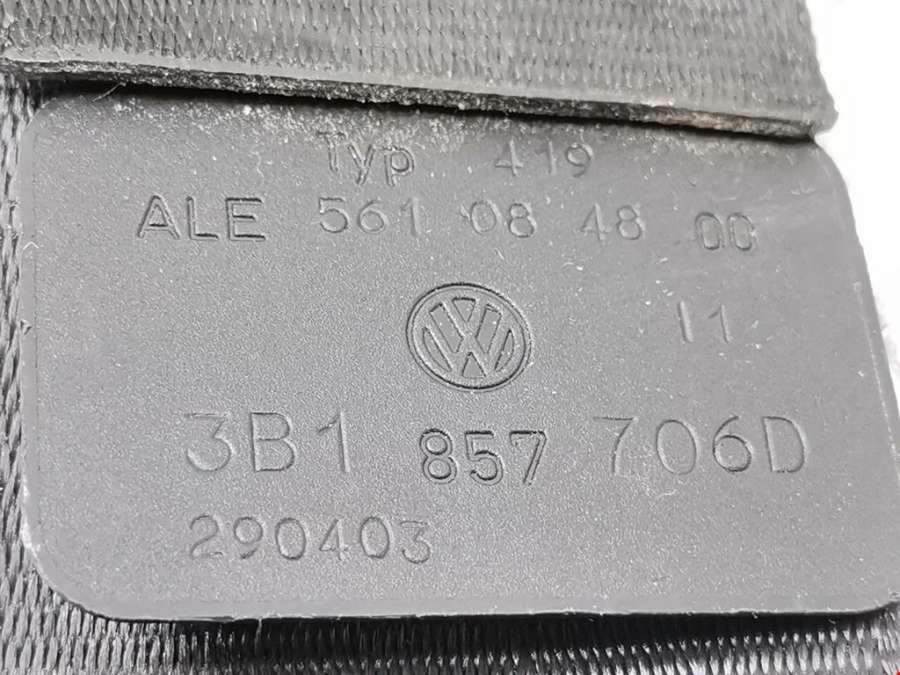 Typ 419
ALE 561 08 48 00
11
3B1 857 706D
290403